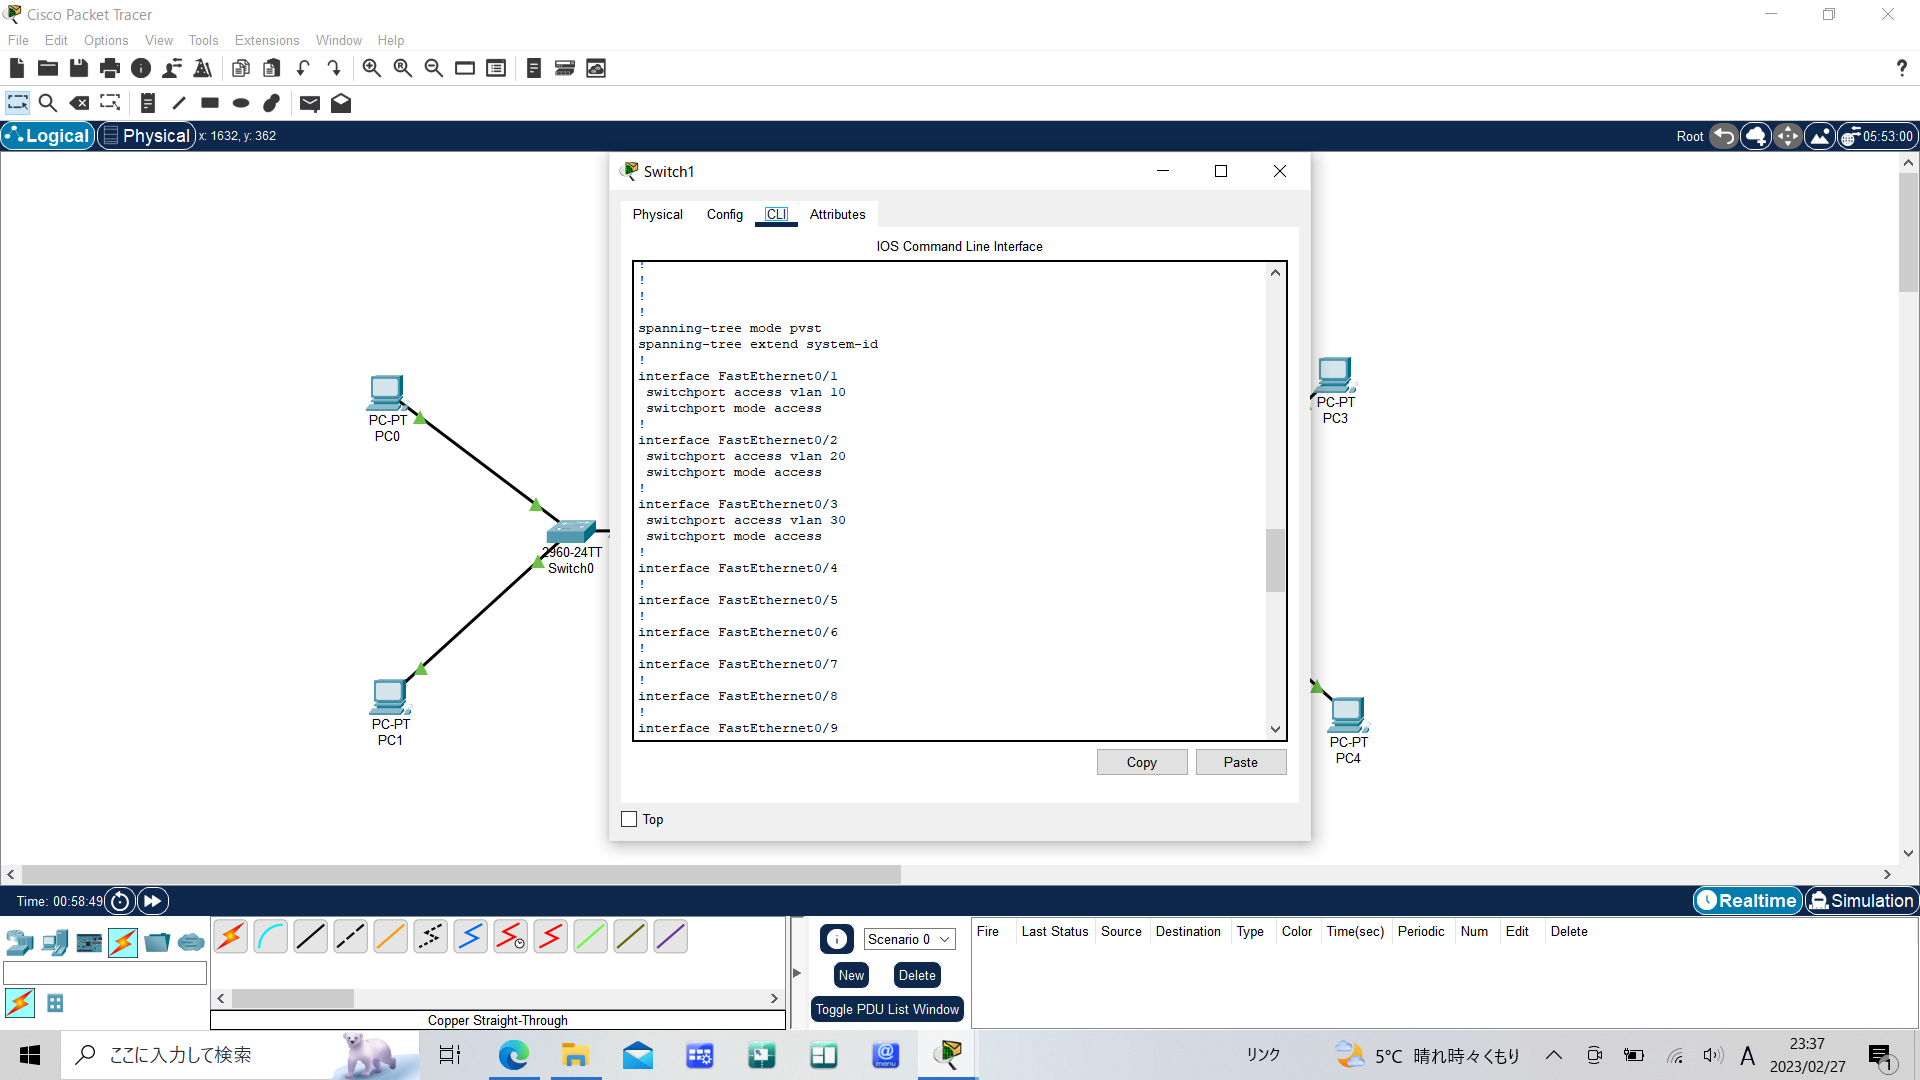 Cisco Packet Tracer
File Edit Options View Tools Extensions Window Help
?
Logical Physical x: 1632, y: 362 Root 05:53:00
Switch1
Physical Config CLI Attributes
IOS Command Line Interface
!
!
!
!
spanning-tree mode pvst
spanning-tree extend system-id
!
interface FastEthernet0/1
switchport access vlan 10
switchport mode access
!
interface FastEthernet0/2
switchport access vlan 20
switchport mode access
!
interface FastEthernet0/3
switchport access vlan 30
switchport mode access
!
interface FastEthernet0/4
!
interface FastEthernet0/5
!
interface FastEthernet0/6
!
interface FastEthernet0/7
!
interface FastEthernet0/8
!
interface FastEthernet0/9
Copy Paste
Top
PC-PT
PC0
2960-24TT
Switch0
PC-PT
PC1
PC-PT
PC3
PC-PT
PC4
Time: 00:58:49 Realtime Simulation
Scenario 0
New Delete
Toggle PDU List Window
Fire Last Status Source Destination Type Color Time(sec) Periodic Num Edit Delete
Copper Straight-Through
ここに入力して検索
@
menu
リンク
5°C 晴れ時々くもり
A
23:37
2023/02/27
1